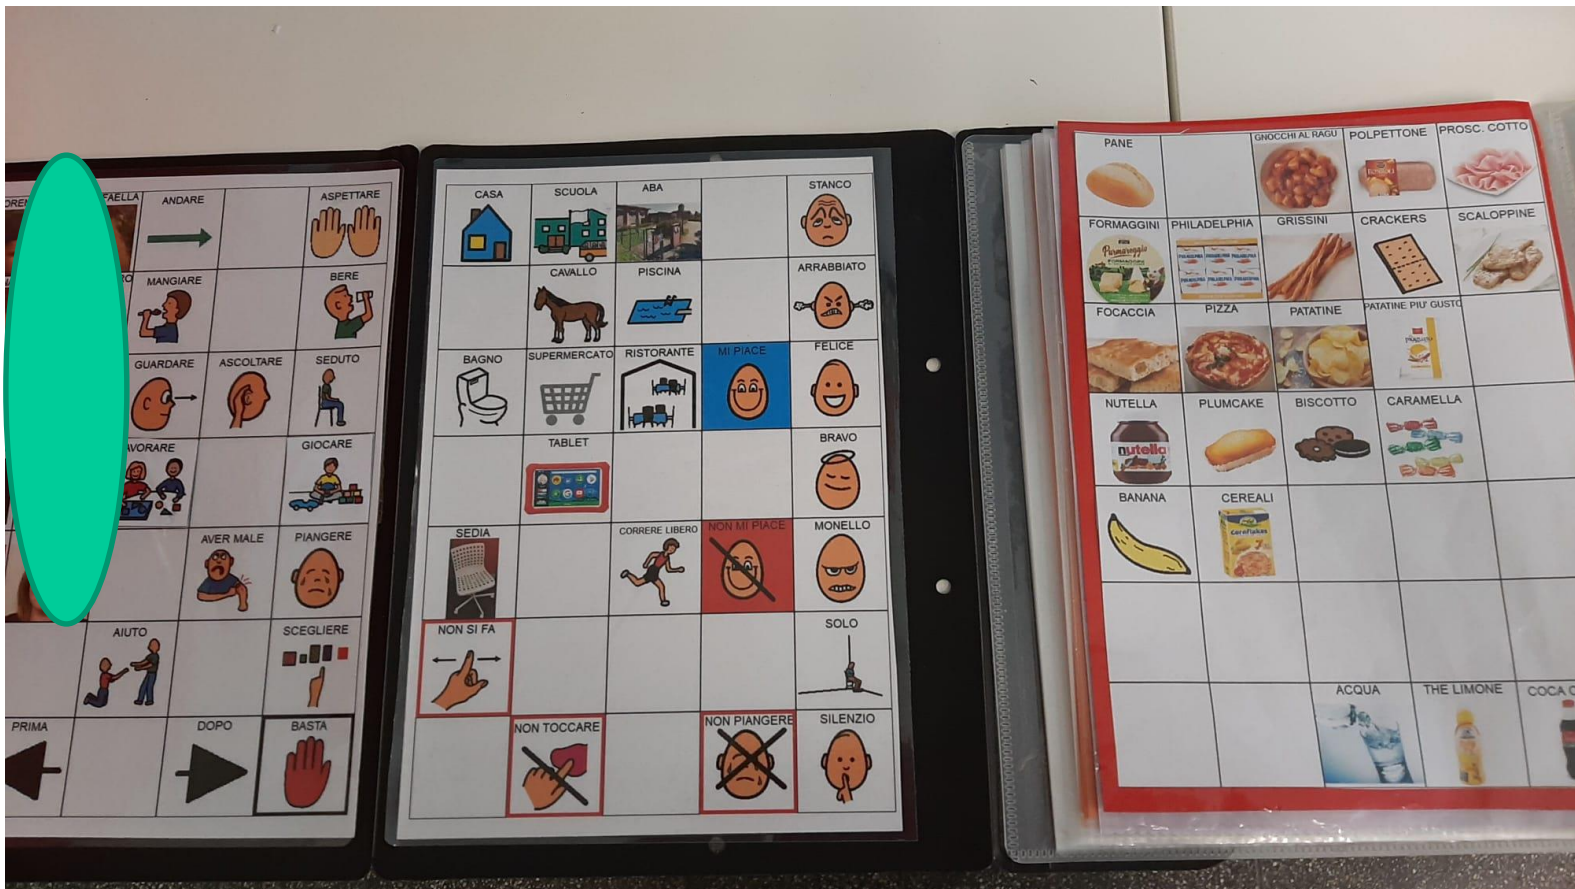 ANDARE
ASPETTARE
MANGIARE
BERE
GUARDARE
ASCOLTARE
SEDUTO
GIOCARE
AVER MALE
PIANGERE
AIUTO
SCEGLIERE
PRIMA
DOPO
BASTA
CASA
SCUOLA
ABA
STANCO
CAVALLO
PISCINA
ARRABBIATO
BAGNO
SUPERMERCATO
RISTORANTE
MI PIACE
FELICE
TABLET
BRAVO
SEDIA
CORRERE LIBERO
NON MI PIACE
MONELLO
NON SI FA
SOLO
NON TOCCARE
NON PIANGERE
SILENZIO
PANE
GNOCCHI AL RAGU
POLPETTONE
PROSC. COTTO
FORMAGGINI
PHILADELPHIA
GRISSINI
CRACKERS
SCALOPPINE
Parmareggio
FORMAGGINI
FOCACCIA
PIZZA
PATATINE
PATATINE PIU' GUSTO
NUTELLA
PLUMCAKE
BISCOTTO
CARAMELLA
nutella
BANANA
CEREALI
ACQUA
THE LIMONE
COCA